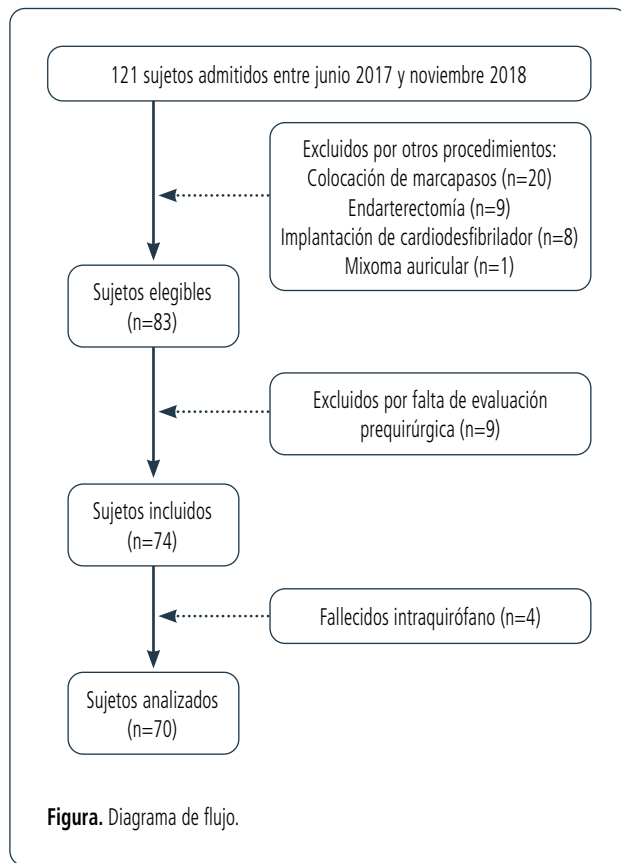 121 sujetos admitidos entre junio 2017 y noviembre 2018
Excluidos por otros procedimientos:
Colocación de marcapasos (n=20)
Endarterectomía (n=9)
Implantación de cardiodesfibrilador (n=8)
Mixoma auricular (n=1)
Sujetos elegibles
(n=83)
Excluidos por falta de evaluación
prequirúrgica (n=9)
Sujetos incluidos
(n=74)
Fallecidos intraquirófano (n=4)
Sujetos analizados
(n=70)
Figura. Diagrama de flujo.